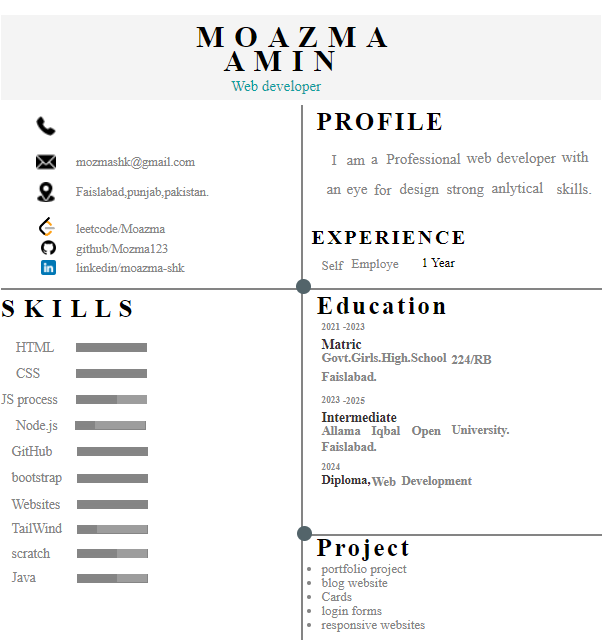 MOAZMA
AMIN
Web developer
mozmashk@gmail.com
Faislabad,punjab,pakistan.
leetcode/Moazma
github/Mozma123
linkedin/moazma-shk
PROFILE
I am a Professional web developer with
an eye for design strong anlytical skills.
EXPERIENCE
Self Employe 1 Year
SKILLS
HTML
CSS
JS process
Node.js
GitHub
bootstrap
Websites
TailWind
scratch
Java
Education
2021 -2023
Matric
Govt.Girls.High.School 224/RB
Faislabad.
2023 -2025
Intermediate
Allama Iqbal Open University.
Faislabad.
2024
Diploma,Web Development
Project
portfolio project
blog website
Cards
login forms
responsive websites